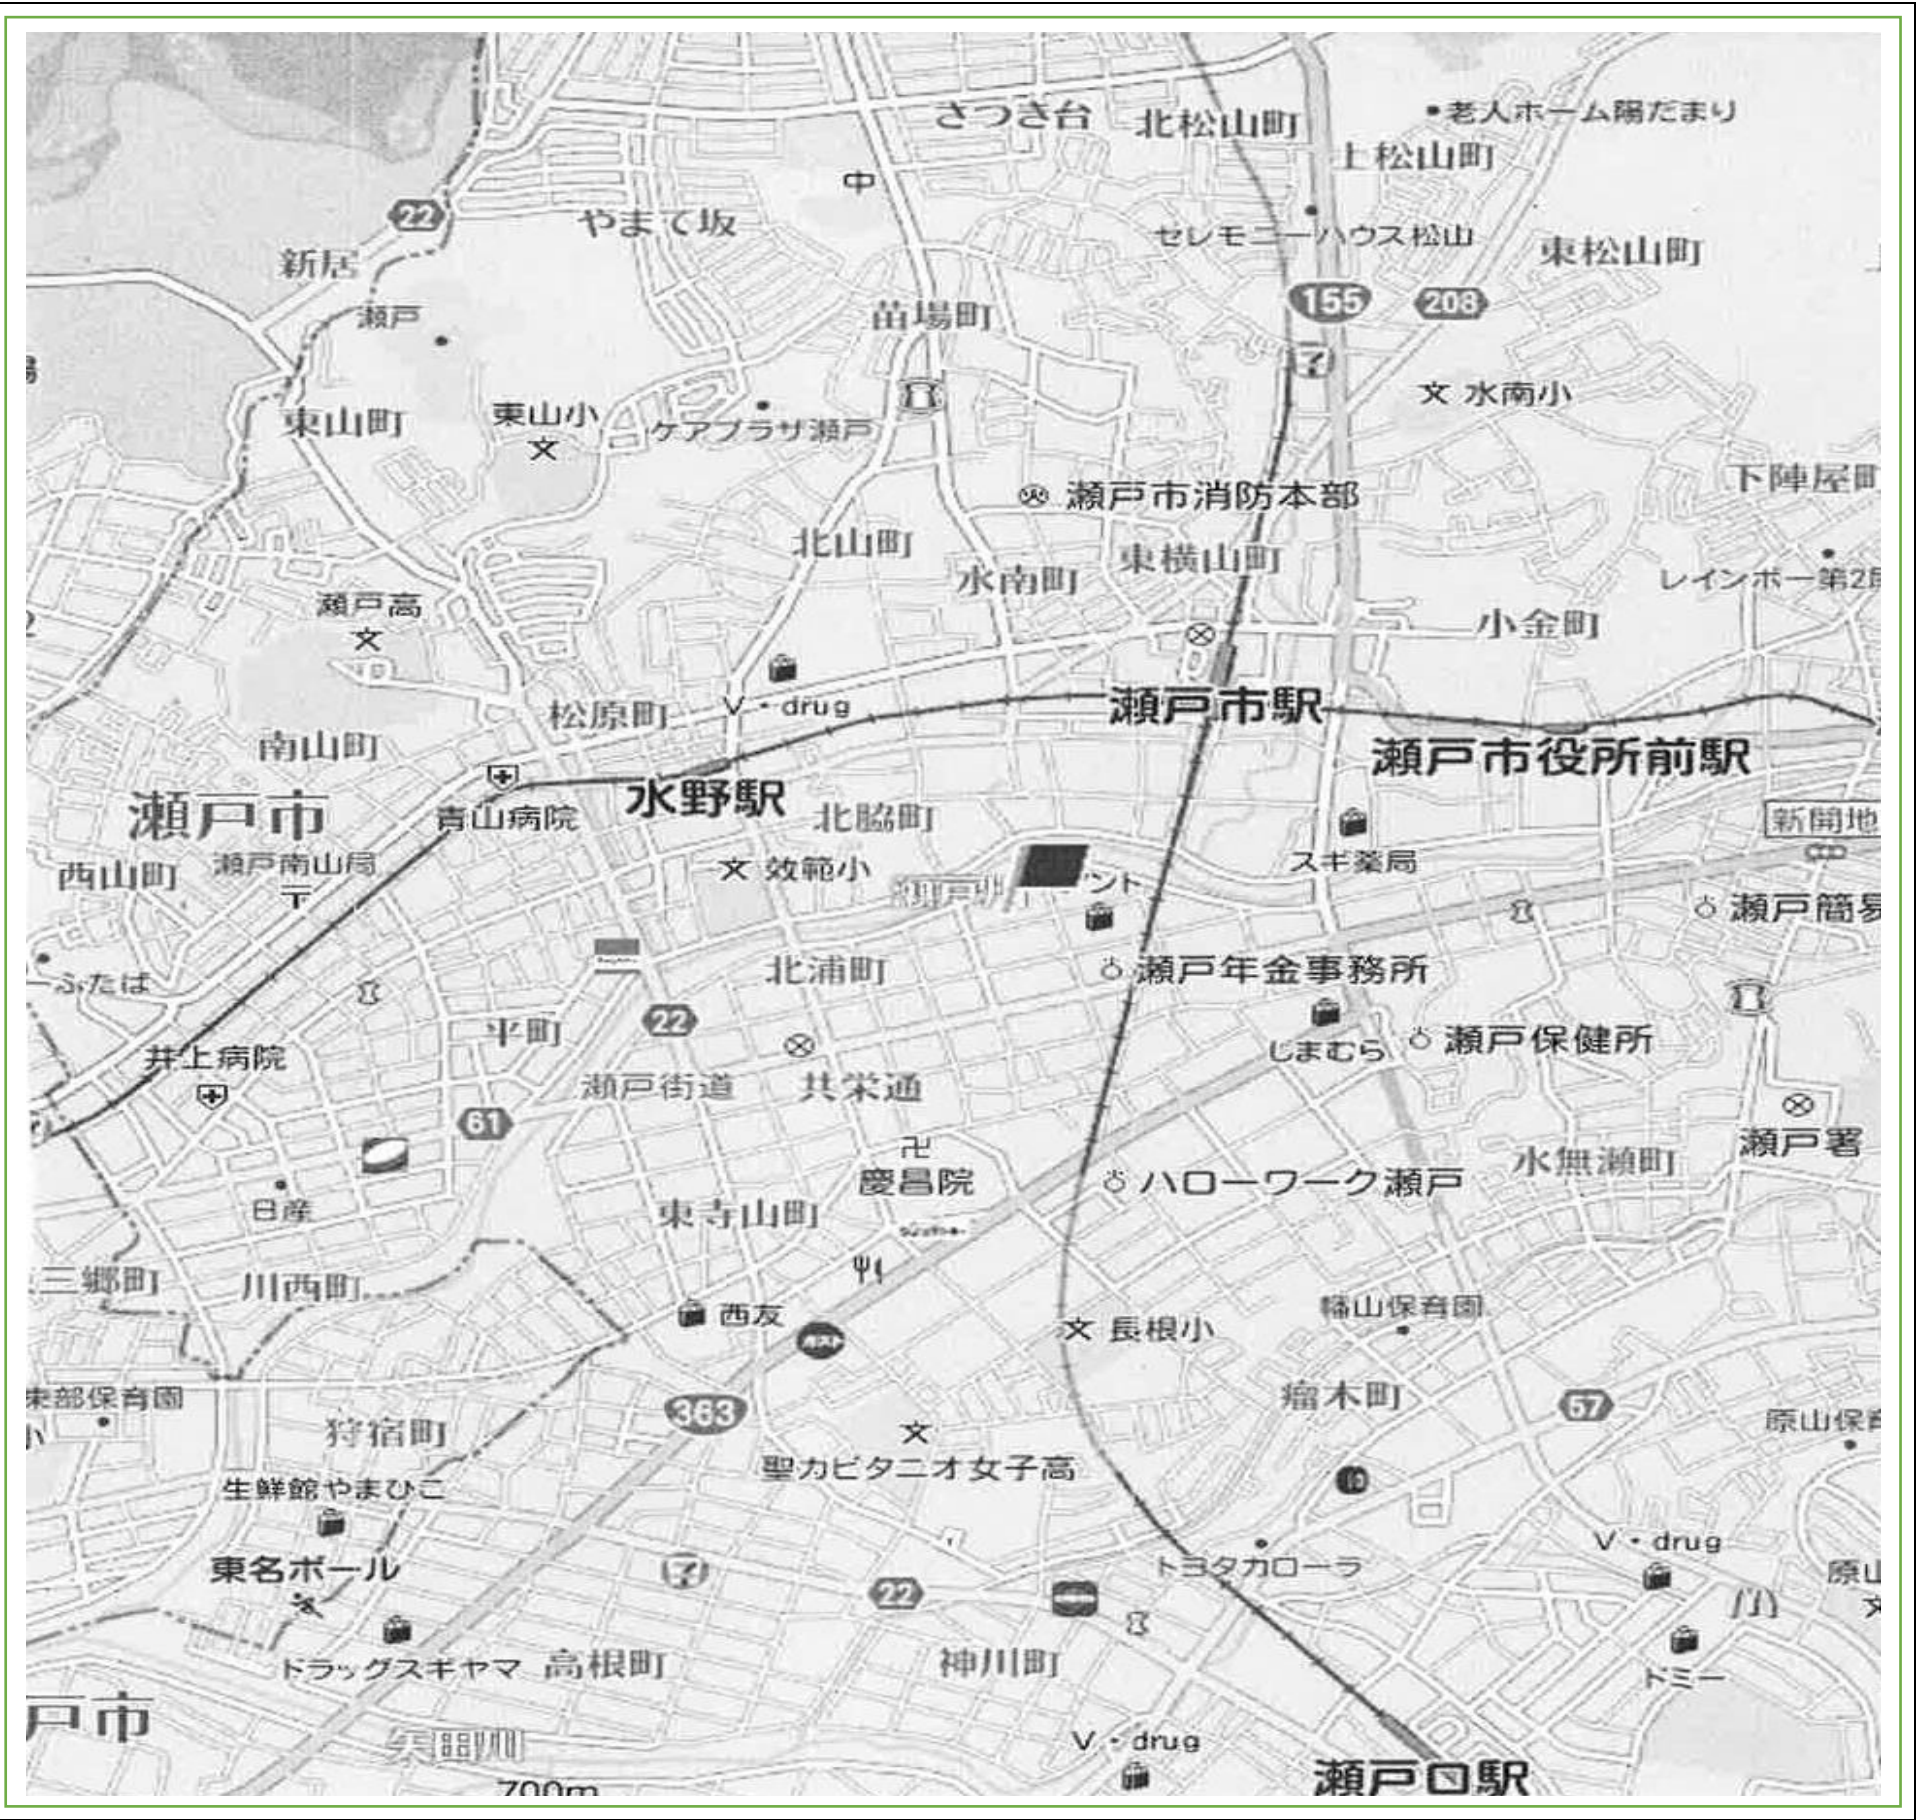 さつき台
北松山町
老人ホーム陽だまり
上松山町
中
22
やまて坂
セレモニーハウス松山
東松山町
新居
瀬戸
苗場町
155
208
東山町
東山小
ケアプラザ瀬戸
水南小
下陣屋町
瀬戸市消防本部
北山町
東横山町
水南町
瀬戸高
小金町
松原町
V・drug
瀬戸市駅
瀬戸市役所前駅
南山町
水野駅
瀬戸市
青山病院
北脇町
新開地
西山町
瀬戸南山局
効範小
スギ薬局
ント
瀬戸簡易
ふたば
北浦町
瀬戸年金事務所
平町
22
井上病院
しまむら
瀬戸保健所
瀬戸街道
共栄通
61
瀬戸署
慶昌院
ハローワーク瀬戸
水無瀬町
日産
東寺山町
三郷町
川西町
西友
長根小
幡山保育園
東部保育園
小
363
瘤木町
57
原山保育
狩宿町
聖カピタニオ女子高
生鮮館やまひこ
東名ボール
7
22
トヨタカローラ
V・drug
原山
ドラッグスギヤマ
高根町
神川町
ドミー
戸市
矢田川
V・drug
瀬戸口駅
700m